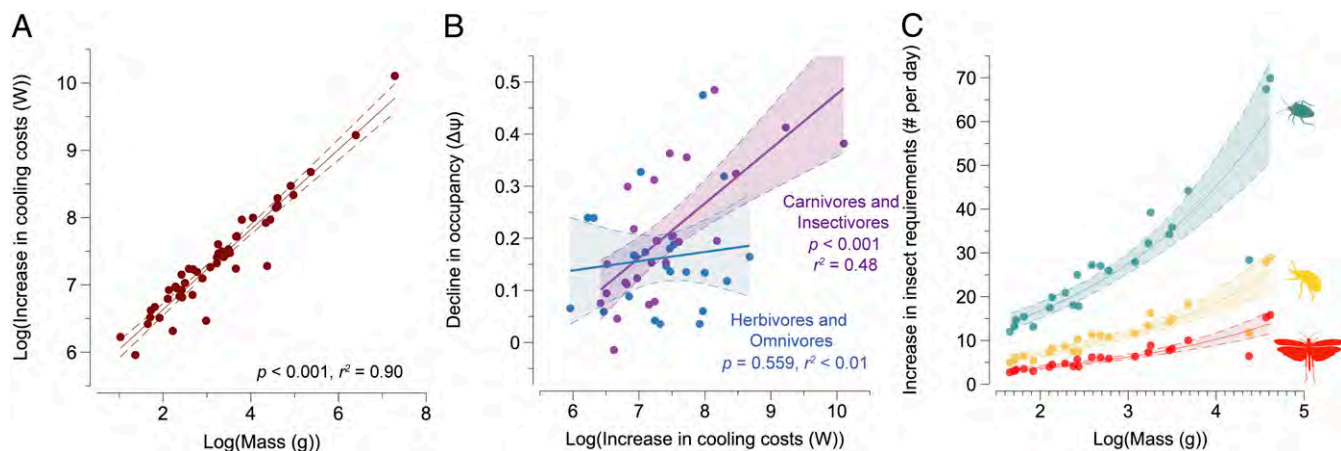 A
Log(Increase in cooling costs (W))
10
9
8
7
6
p < 0.001, r² = 0.90
2
4
6
8
Log(Mass (g))
B
Decline in occupancy (Δψ)
0.5
0.4
0.3
0.2
0.1
0
Carnivores and
Insectivores
p < 0.001
r² = 0.48
Herbivores and
Omnivores
p = 0.559, r² < 0.01
6
7
8
9
10
Log(Increase in cooling costs (W))
C
Increase in insect requirements (# per day)
70
60
50
40
30
20
10
0
2
3
4
5
Log(Mass (g))